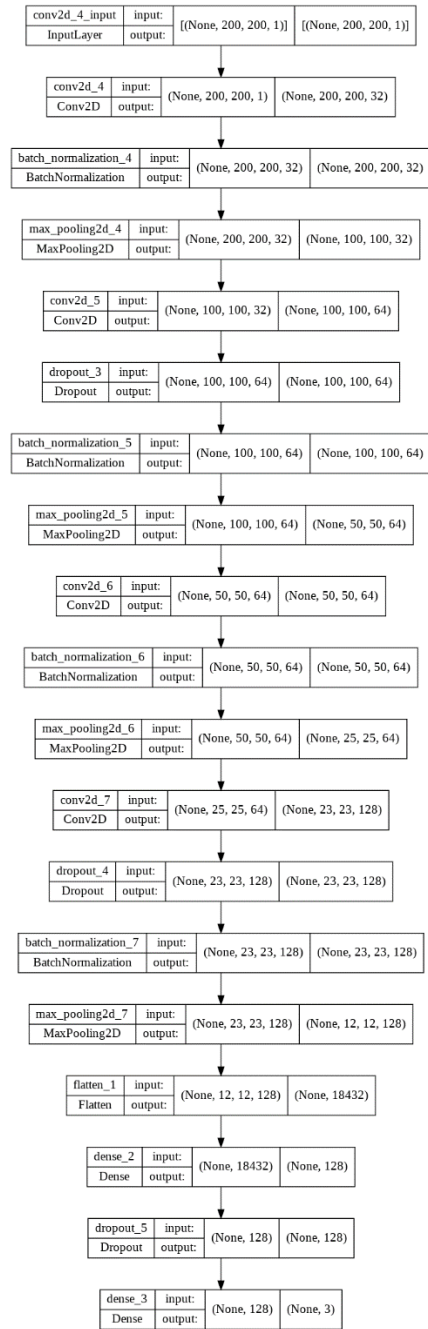 conv2d_4_input input: [(None, 200, 200, 1)] [(None, 200, 200, 1)]
InputLayer output:
conv2d_4 input: (None, 200, 200, 1) (None, 200, 200, 32)
Conv2D output:
batch_normalization_4 input: (None, 200, 200, 32) (None, 200, 200, 32)
BatchNormalization output:
max_pooling2d_4 input: (None, 200, 200, 32) (None, 100, 100, 32)
MaxPooling2D output:
conv2d_5 input: (None, 100, 100, 32) (None, 100, 100, 64)
Conv2D output:
dropout_3 input: (None, 100, 100, 64) (None, 100, 100, 64)
Dropout output:
batch_normalization_5 input: (None, 100, 100, 64) (None, 100, 100, 64)
BatchNormalization output:
max_pooling2d_5 input: (None, 100, 100, 64) (None, 50, 50, 64)
MaxPooling2D output:
conv2d_6 input: (None, 50, 50, 64) (None, 50, 50, 64)
Conv2D output:
batch_normalization_6 input: (None, 50, 50, 64) (None, 50, 50, 64)
BatchNormalization output:
max_pooling2d_6 input: (None, 50, 50, 64) (None, 25, 25, 64)
MaxPooling2D output:
conv2d_7 input: (None, 25, 25, 64) (None, 23, 23, 128)
Conv2D output:
dropout_4 input: (None, 23, 23, 128) (None, 23, 23, 128)
Dropout output:
batch_normalization_7 input: (None, 23, 23, 128) (None, 23, 23, 128)
BatchNormalization output:
max_pooling2d_7 input: (None, 23, 23, 128) (None, 12, 12, 128)
MaxPooling2D output:
flatten_1 input: (None, 12, 12, 128) (None, 18432)
Flatten output:
dense_2 input: (None, 18432) (None, 128)
Dense output:
dropout_5 input: (None, 128) (None, 128)
Dropout output:
dense_3 input: (None, 128) (None, 3)
Dense output: